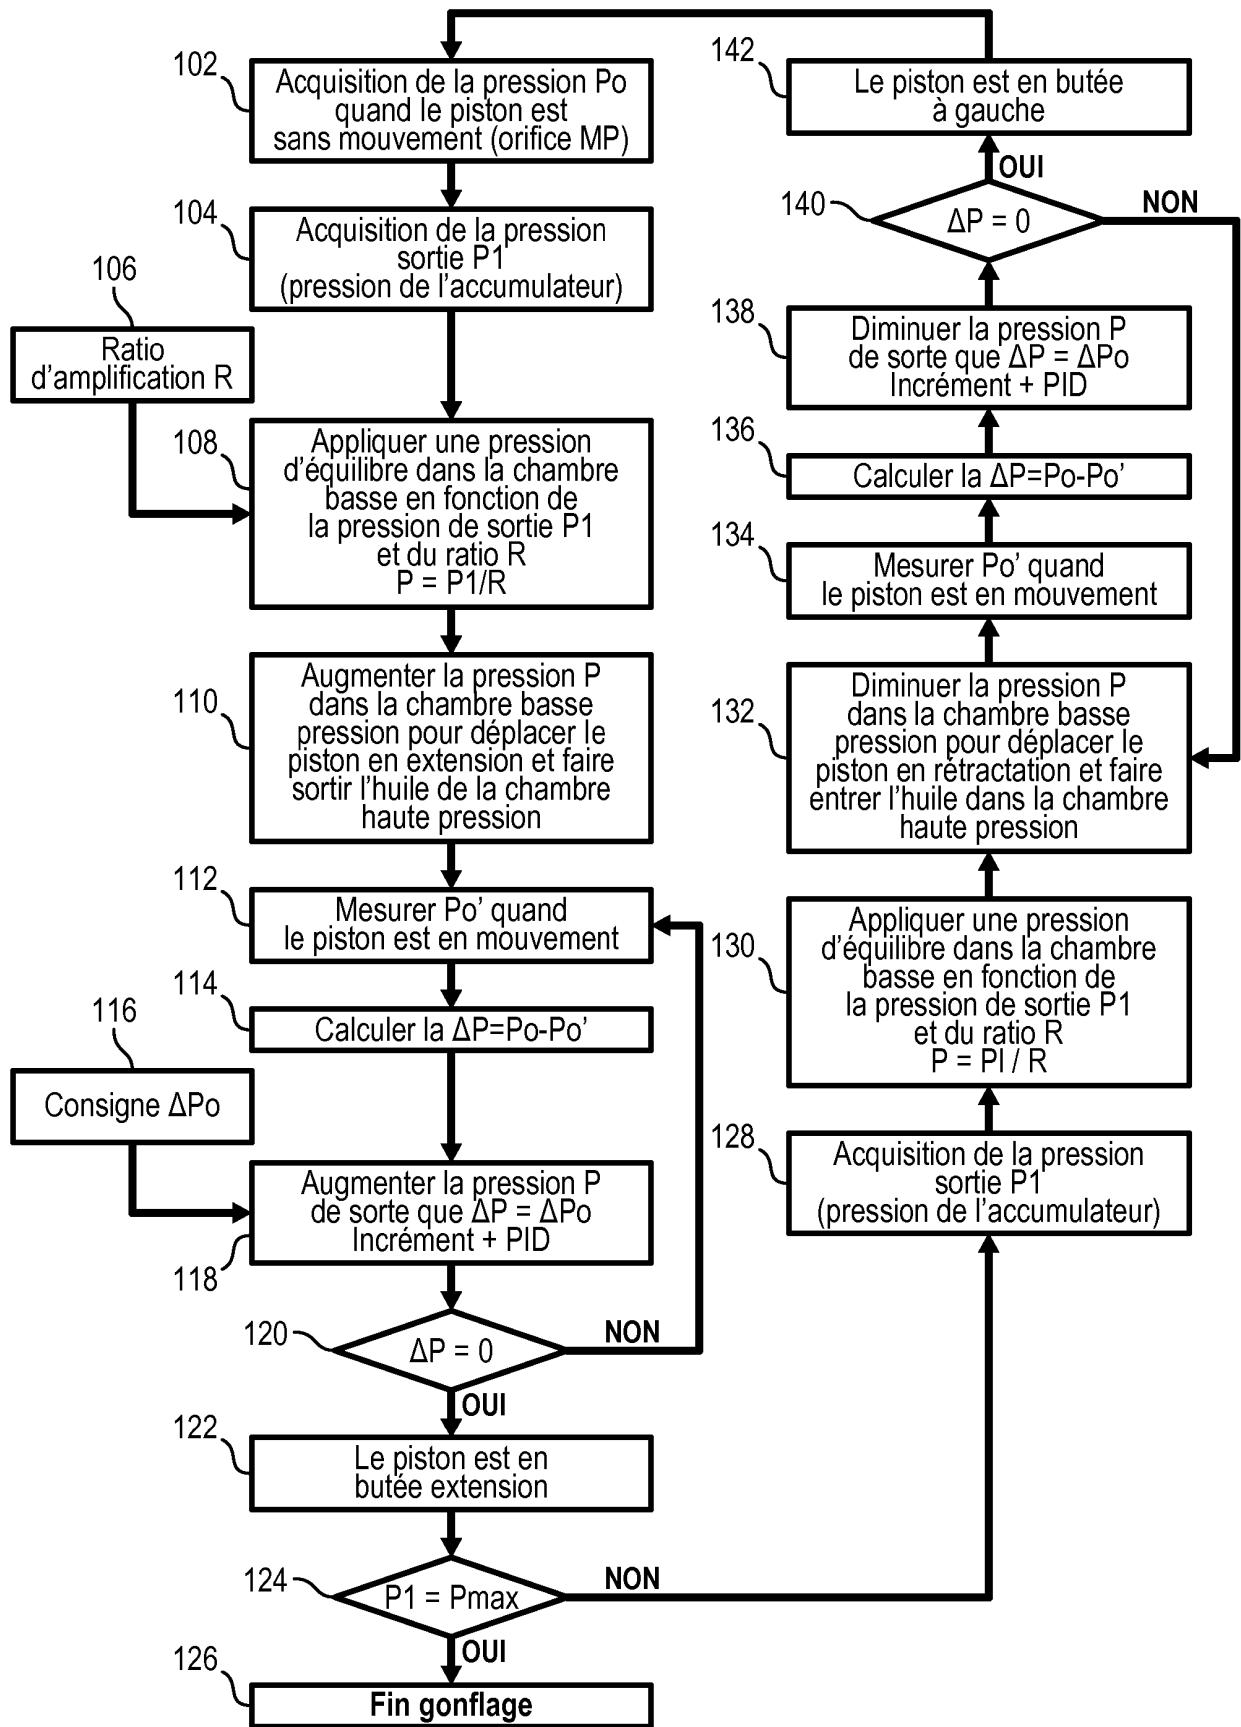 102
Acquisition de la pression Po
quand le piston est
sans mouvement (orifice MP)
104
Acquisition de la pression
sortie P1
(pression de l'accumulateur)
106
Ratio
d'amplification R
108
Appliquer une pression
d'équilibre dans la chambre
basse en fonction de
la pression de sortie P1
et du ratio R
P = P1/R
110
Augmenter la pression P
dans la chambre basse
pression pour déplacer le
piston en extension et faire
sortir l'huile de la chambre
haute pression
112
Mesurer Po' quand
le piston est en mouvement
114
Calculer la ΔP=Po-Po'
116
Consigne ΔPo
118
Augmenter la pression P
de sorte que ΔP = ΔPo
Incrément + PID
120
ΔP = 0
NON
OUI
122
Le piston est en
butée extension
124
P1 = Pmax
NON
OUI
126
Fin gonflage
128
Acquisition de la pression
sortie P1
(pression de l'accumulateur)
130
Appliquer une pression
d'équilibre dans la chambre
basse en fonction de
la pression de sortie P1
et du ratio R
P = PI / R
132
Diminuer la pression P
dans la chambre basse
pression pour déplacer le
piston en rétractation et faire
entrer l'huile dans la chambre
haute pression
134
Mesurer Po' quand
le piston est en mouvement
136
Calculer la ΔP=Po-Po'
138
Diminuer la pression P
de sorte que ΔP = ΔPo
Incrément + PID
140
ΔP = 0
NON
OUI
142
Le piston est en butée
à gauche